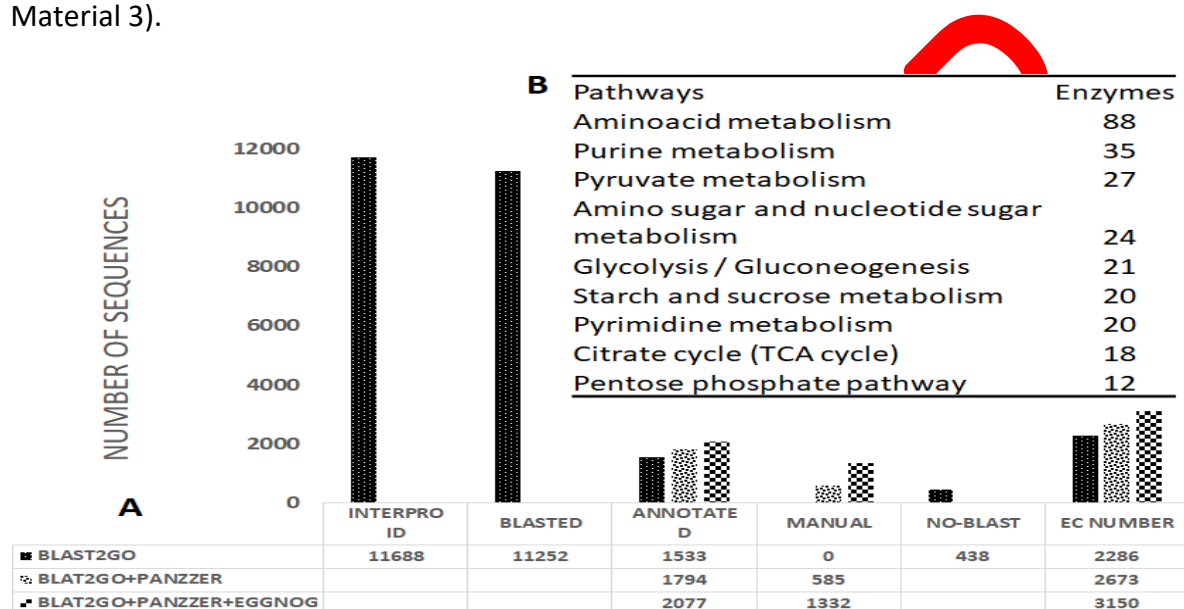 Material 3).
B
Pathways Enzymes
Aminoacid metabolism 88
Purine metabolism 35
Pyruvate metabolism 27
Amino sugar and nucleotide sugar
metabolism 24
Glycolysis / Gluconeogenesis 21
Starch and sucrose metabolism 20
Pyrimidine metabolism 20
Citrate cycle (TCA cycle) 18
Pentose phosphate pathway 12
NUMBER OF SEQUENCES
12000
10000
8000
6000
4000
2000
0
A
INTERPRO
ID
BLASTED
ANNOTATE
D
MANUAL
NO-BLAST
EC NUMBER
BLAST2GO 11688 11252 1533 0 438 2286
BLAT2GO+PANZZER 1794 585 2673
BLAT2GO+PANZZER+EGGNOG 2077 1332 3150